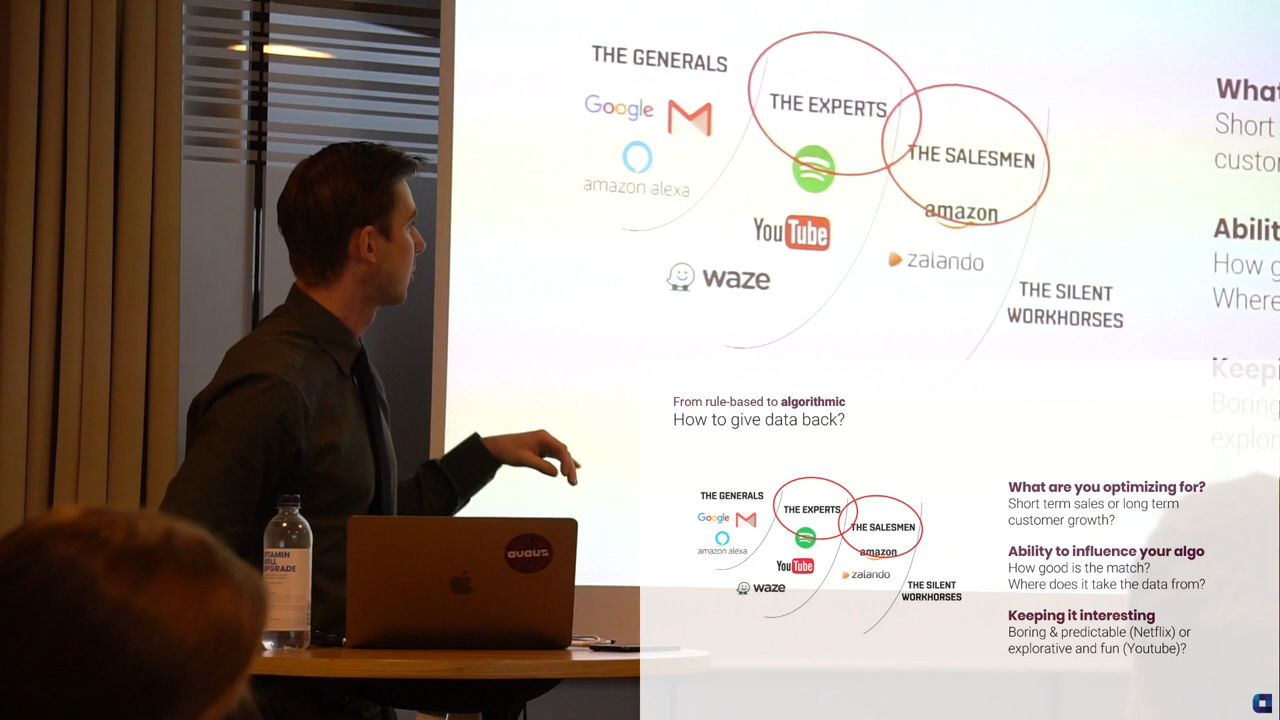 THE GENERALS
Google
amazon alexa
THE EXPERTS
YouTube
waze
THE SALESMEN
amazon
zalando
THE SILENT
WORKHORSES
What
Short
custo
Abilit
How g
Where
Keepi
Boring
explor
From rule-based to algorithmic
How to give data back?
THE GENERALS
Google
amazon alexa
THE EXPERTS
YouTube
waze
THE SALESMEN
amazon
zalando
THE SILENT
WORKHORSES
What are you optimizing for?
Short term sales or long term
customer growth?
Ability to influence your algo
How good is the match?
Where does it take the data from?
Keeping it interesting
Boring & predictable (Netflix) or
explorative and fun (Youtube)?
avaus